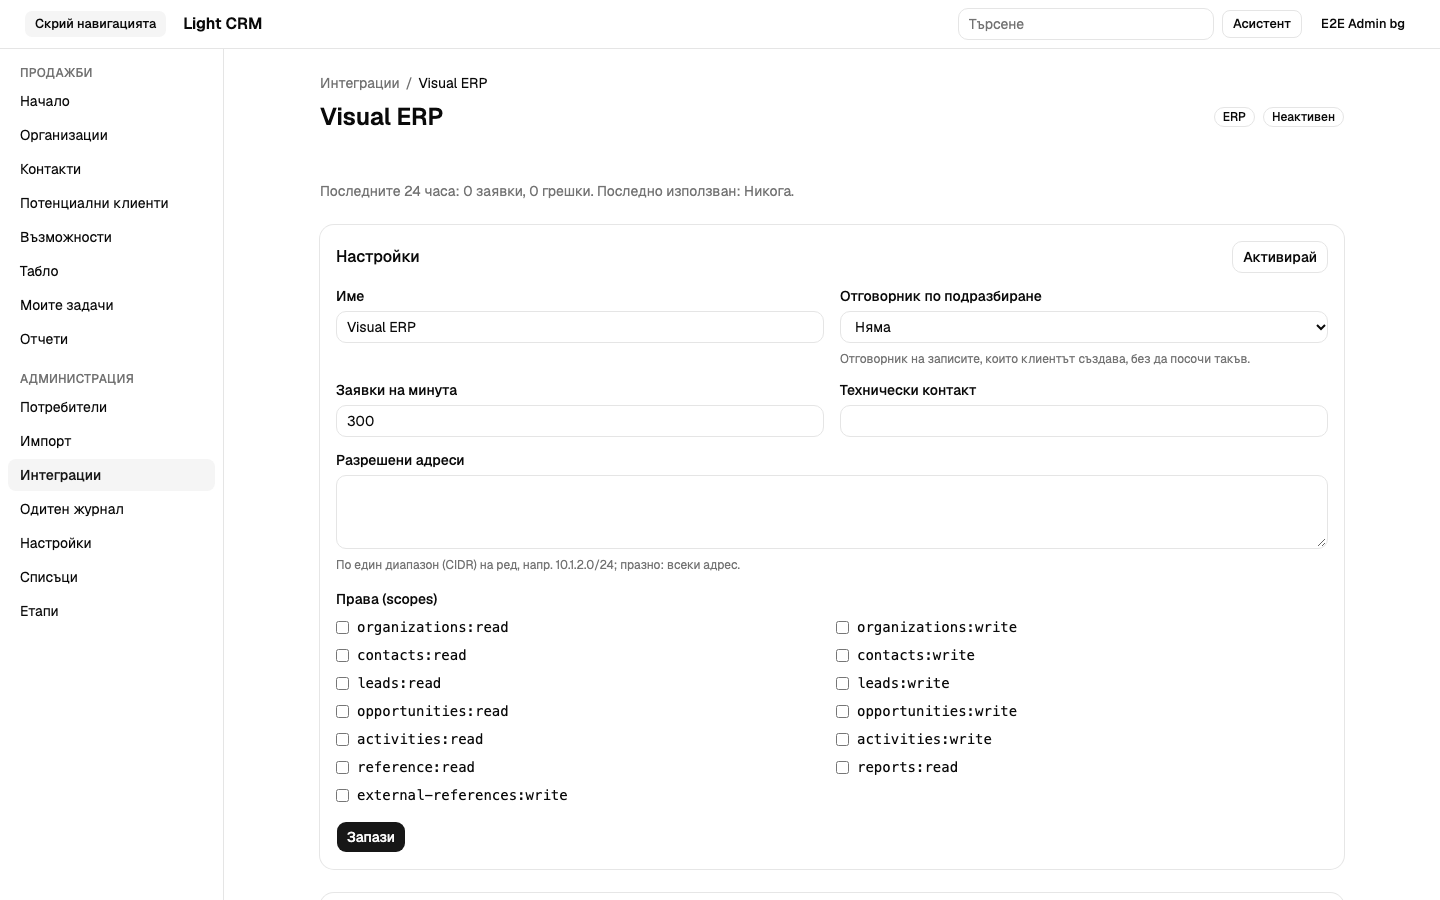 Скрий навигацията
Light CRM
Търсене
Асистент
E2E Admin bg
ПРОДАЖБИ
Начало
Организации
Контакти
Потенциални клиенти
Възможности
Табло
Моите задачи
Отчети
АДМИНИСТРАЦИЯ
Потребители
Импорт
Интеграции
Одитен журнал
Настройки
Списъци
Етапи
Интеграции / Visual ERP
Visual ERP
ERP
Неактивен
Последните 24 часа: 0 заявки, 0 грешки. Последно използван: Никога.
Настройки
Активирай
Име
Visual ERP
Отговорник по подразбиране
Няма
Отговорник на записите, които клиентът създава, без да посочи такъв.
Заявки на минута
300
Технически контакт
Разрешени адреси
По един диапазон (CIDR) на ред, напр. 10.1.2.0/24; празно: всеки адрес.
Права (scopes)
organizations:read
organizations:write
contacts:read
contacts:write
leads:read
leads:write
opportunities:read
opportunities:write
activities:read
activities:write
reference:read
reports:read
external-references:write
Запази